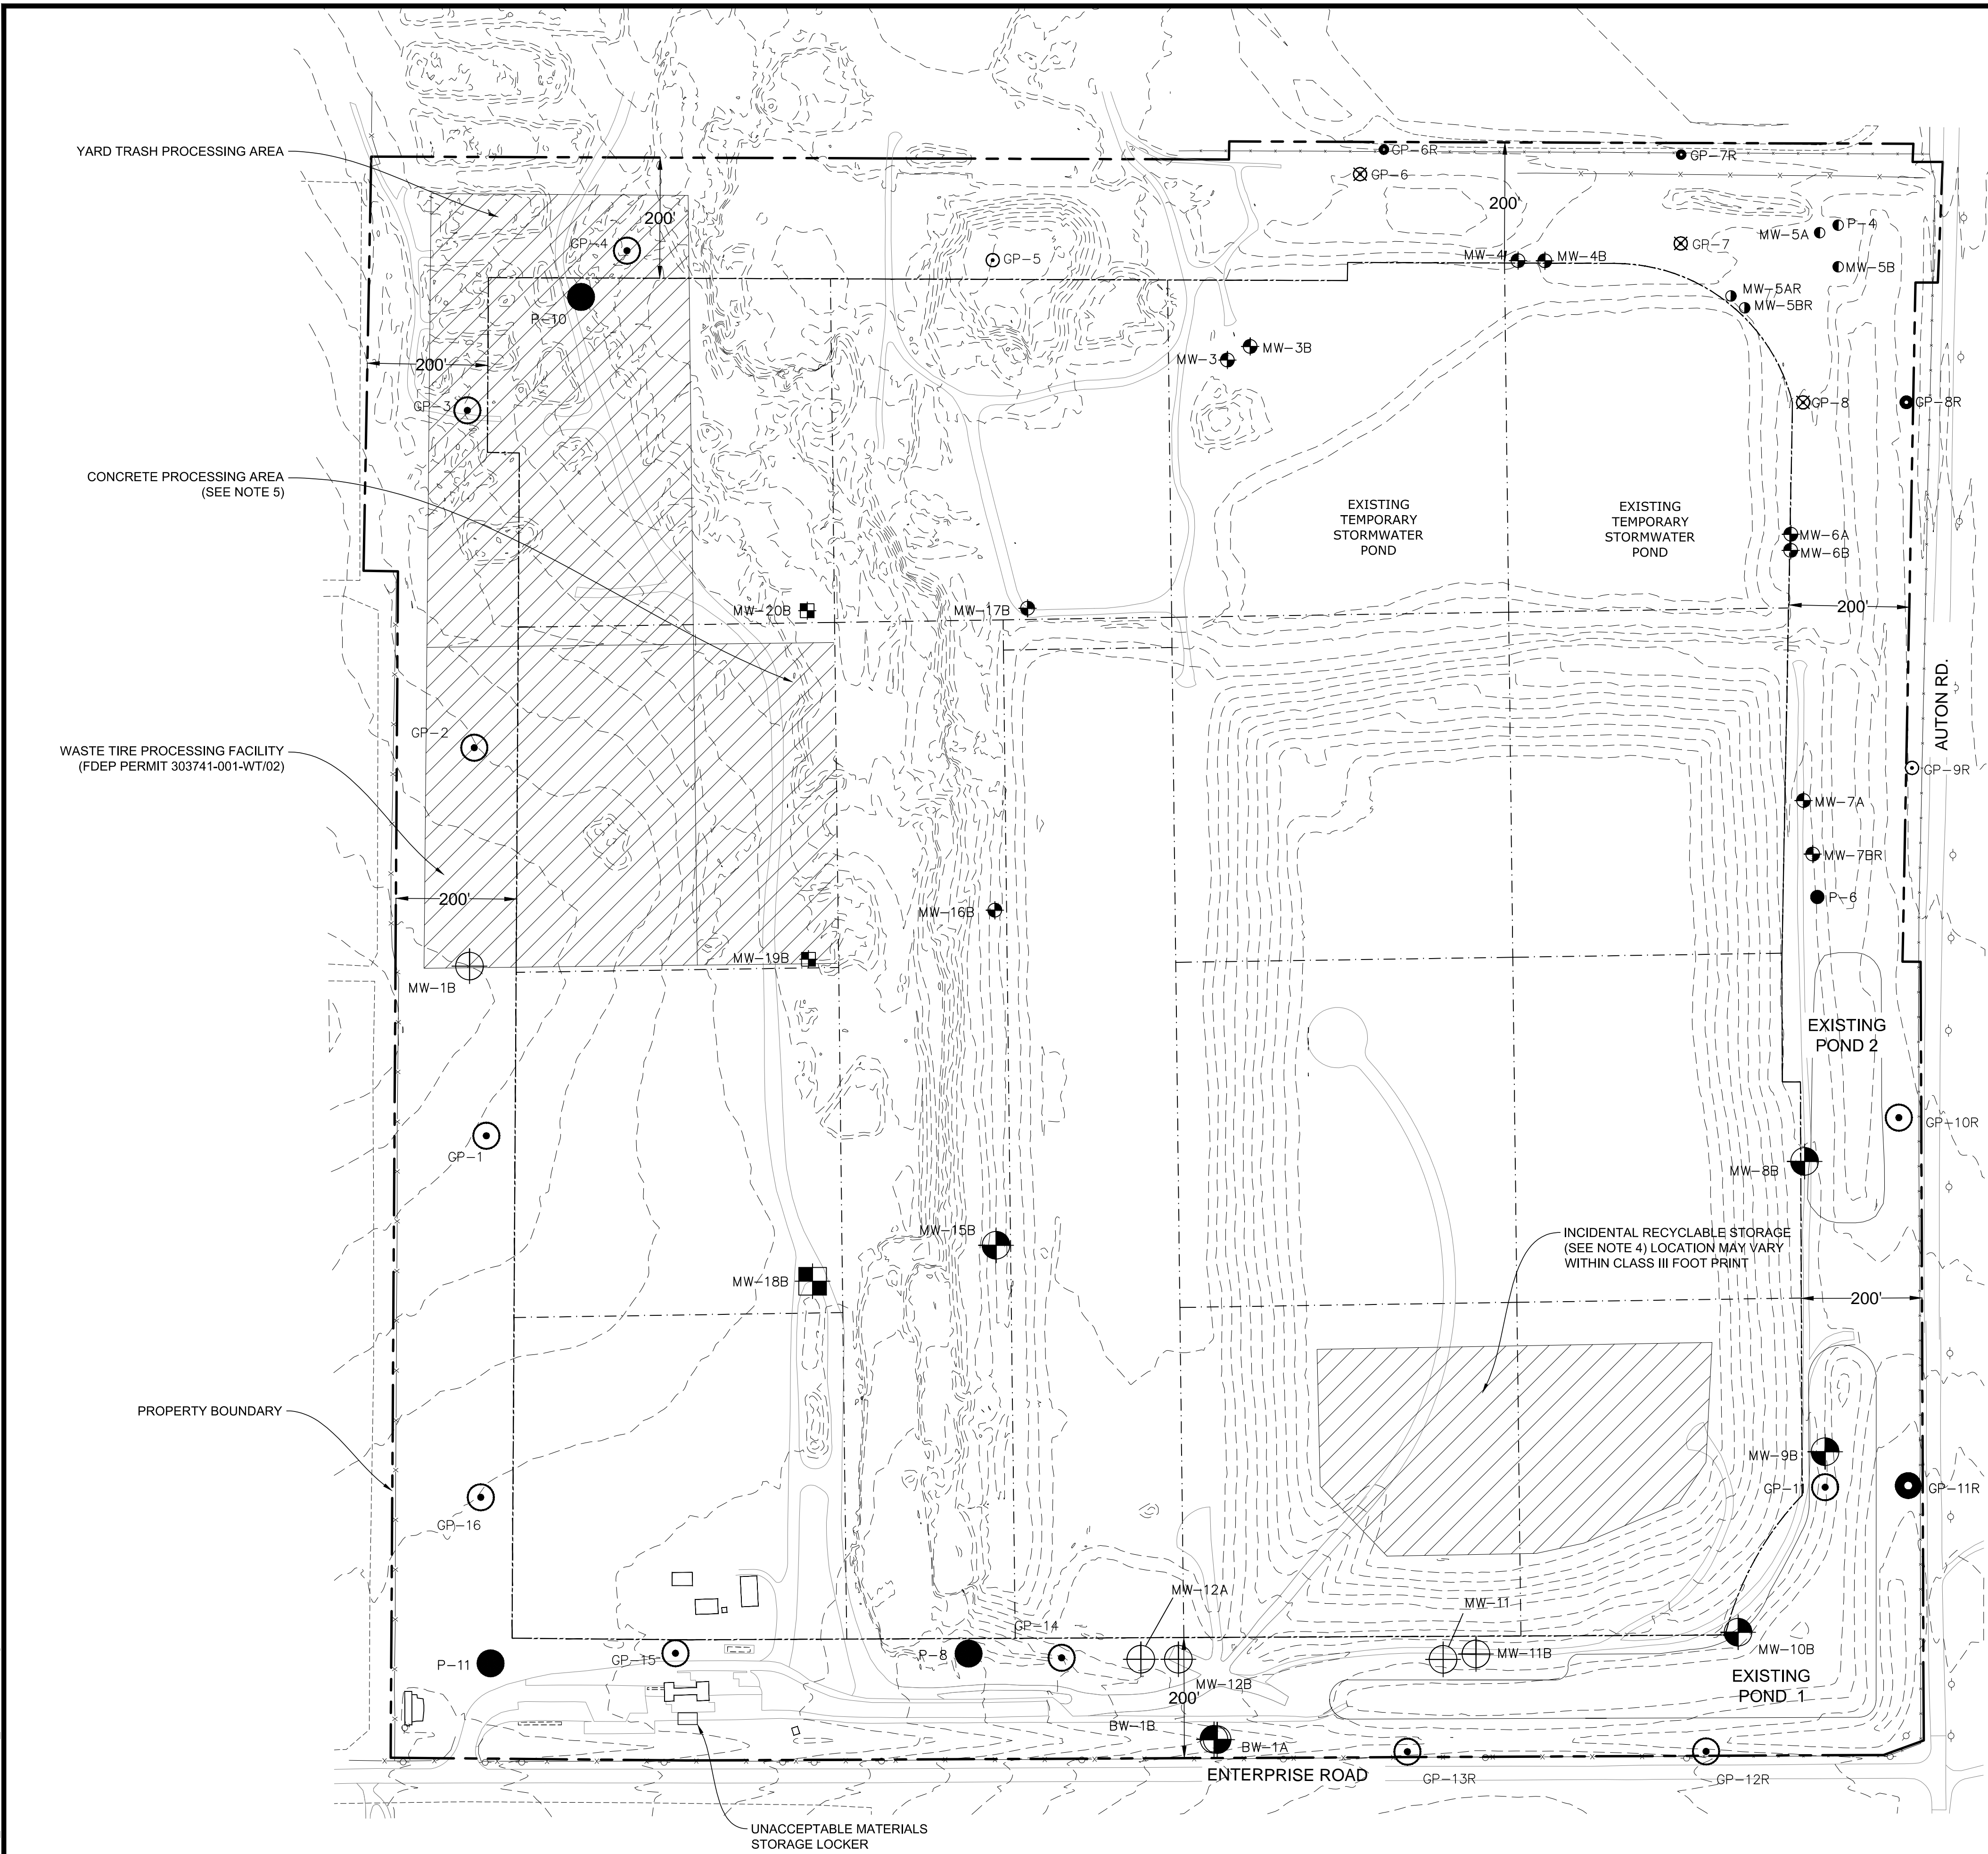 GP-6R
GP-7R
YARD TRASH PROCESSING AREA
GP-6
200'
200'
P-4
MW-5A
GP-4
GP-7
GP-5
MW-4
MW-4B
MW-5B
MW-5AR
MW-5BR
P-10
MW-3B
MW-3
200'
GP-3
GP-8
GP-8R
CONCRETE PROCESSING AREA
(SEE NOTE 5)
EXISTING
TEMPORARY
STORMWATER
POND
EXISTING
TEMPORARY
STORMWATER
POND
MW-6A
MW-6B
MW-20B
MW-17B
200'
AUTON RD.
GP-2
WASTE TIRE PROCESSING FACILITY
(FDEP PERMIT 303741-001-WT/02)
GP-9R
MW-7A
MW-7BR
200'
P-6
MW-16B
MW-19B
MW-1B
EXISTING
POND 2
GP-10R
GP-1
MW-8B
MW-15B
INCIDENTAL RECYCLABLE STORAGE
(SEE NOTE 4) LOCATION MAY VARY
WITHIN CLASS III FOOT PRINT
MW-18B
200'
PROPERTY BOUNDARY
MW-9B
GP-11
GP-11R
GP-16
MW-12A
MW-11
GP-14
P-11
GP-15
P-8
MW-11B
MW-10B
MW-12B
200'
EXISTING
POND 1
BW-1B
BW-1A
ENTERPRISE ROAD
GP-13R
GP-12R
UNACCEPTABLE MATERIALS
STORAGE LOCKER